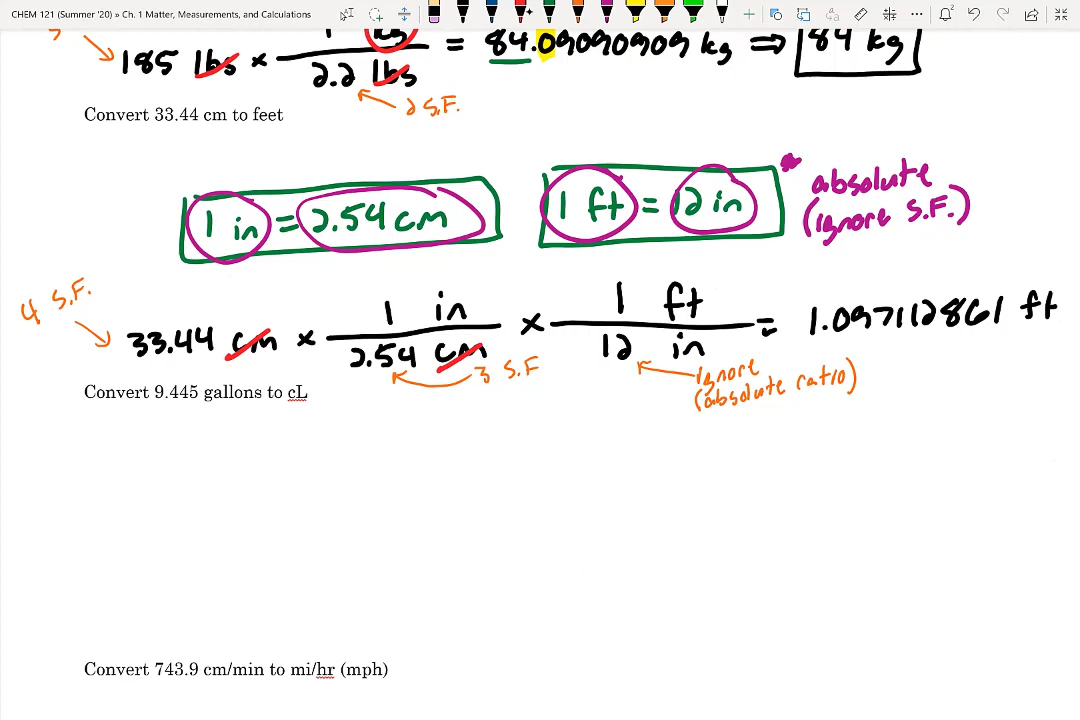 CHEM 121 (Summer '20) » Ch. 1 Matter, Measurements, and Calculations
185 lbs × 1 kg / 2.2 lbs = 84.09090909 kg ⇒ 84 kg
2 S.F.
Convert 33.44 cm to feet
1 in = 2.54 cm
1 ft = 12 in
* absolute
(ignore S.F.)
4 S.F.
33.44 cm × 1 in / 2.54 cm × 1 ft / 12 in = 1.097112861 ft
3 S.F
ignore
(absolute ratio)
Convert 9.445 gallons to cL
Convert 743.9 cm/min to mi/hr (mph)